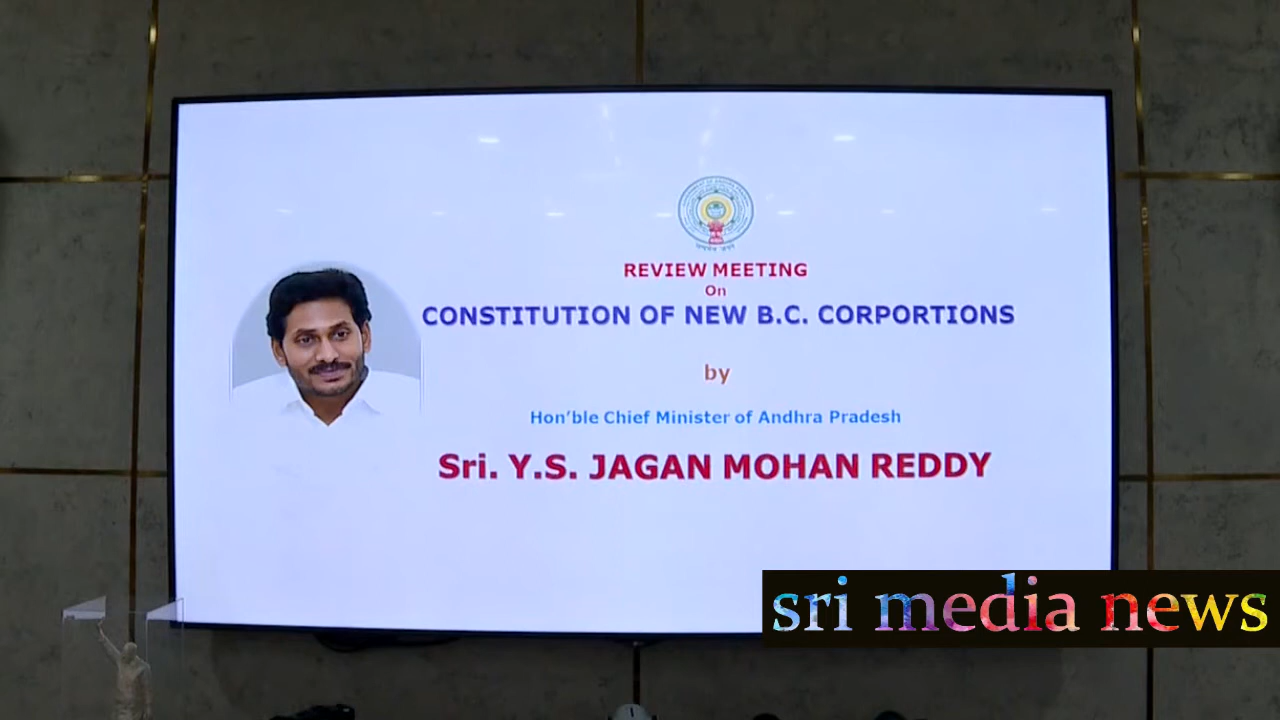 REVIEW MEETING
On
CONSTITUTION OF NEW B.C. CORPORTIONS
by
Hon'ble Chief Minister of Andhra Pradesh
Sri. Y.S. JAGAN MOHAN REDDY
sri media news